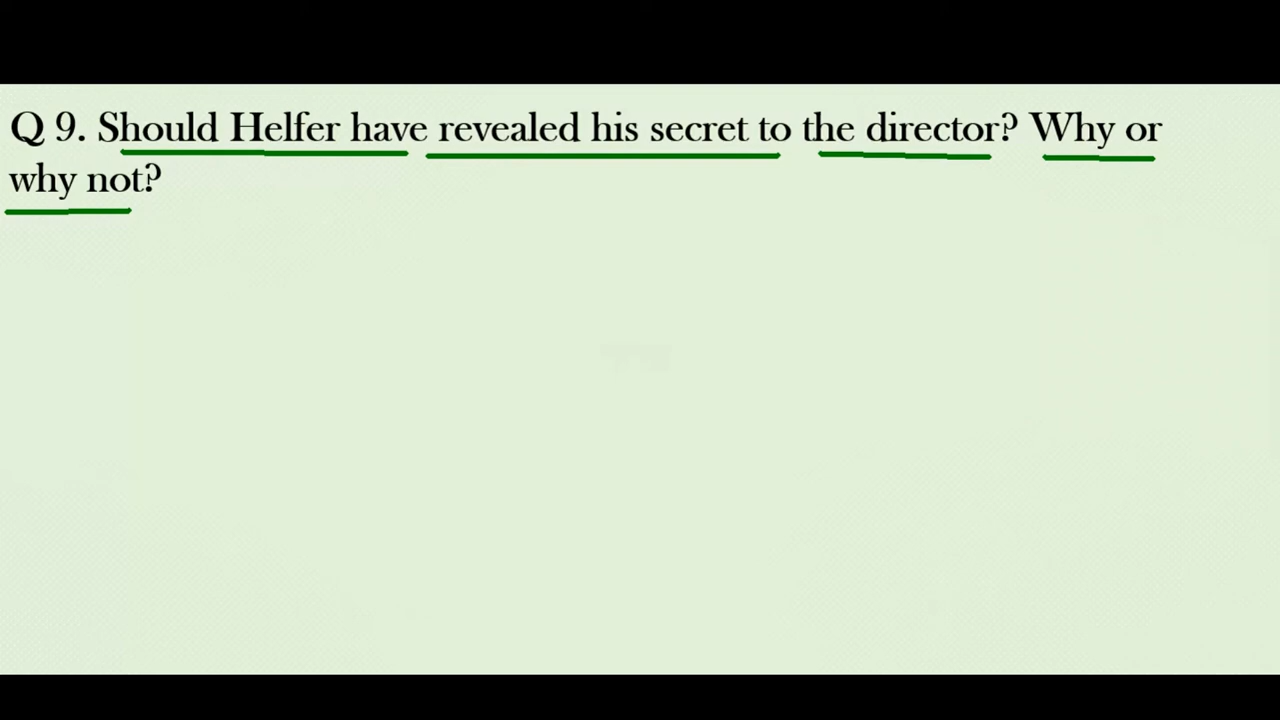 Q 9. Should Helfer have revealed his secret to the director? Why or
why not?